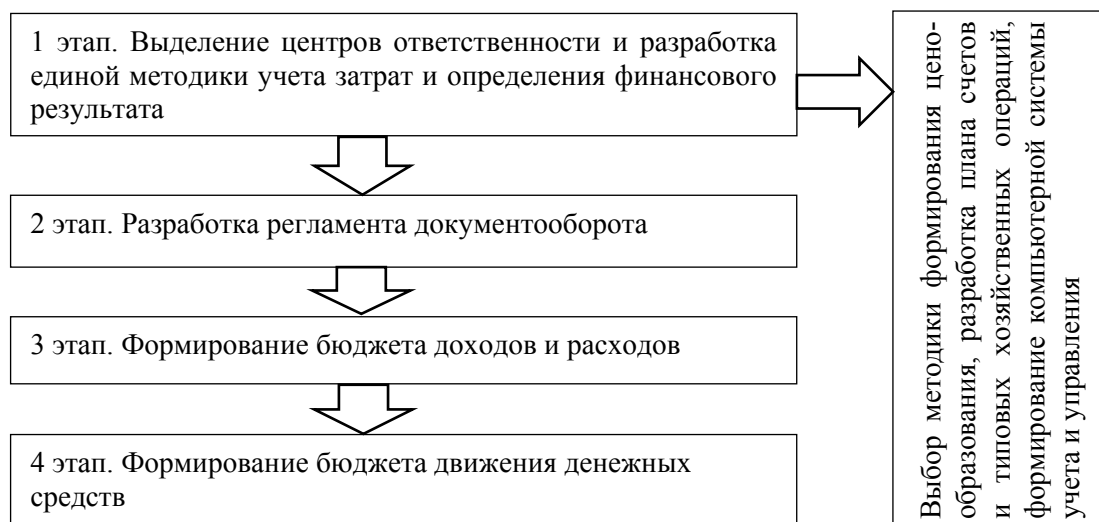 1 этап. Выделение центров ответственности и разработка
единой методики учета затрат и определения финансового
результата
2 этап. Разработка регламента документооборота
3 этап. Формирование бюджета доходов и расходов
4 этап. Формирование бюджета движения денежных
средств
Выбор методики формирования цено-
образования, разработка плана счетов
и типовых хозяйственных операций,
формирование компьютерной системы
учета и управления